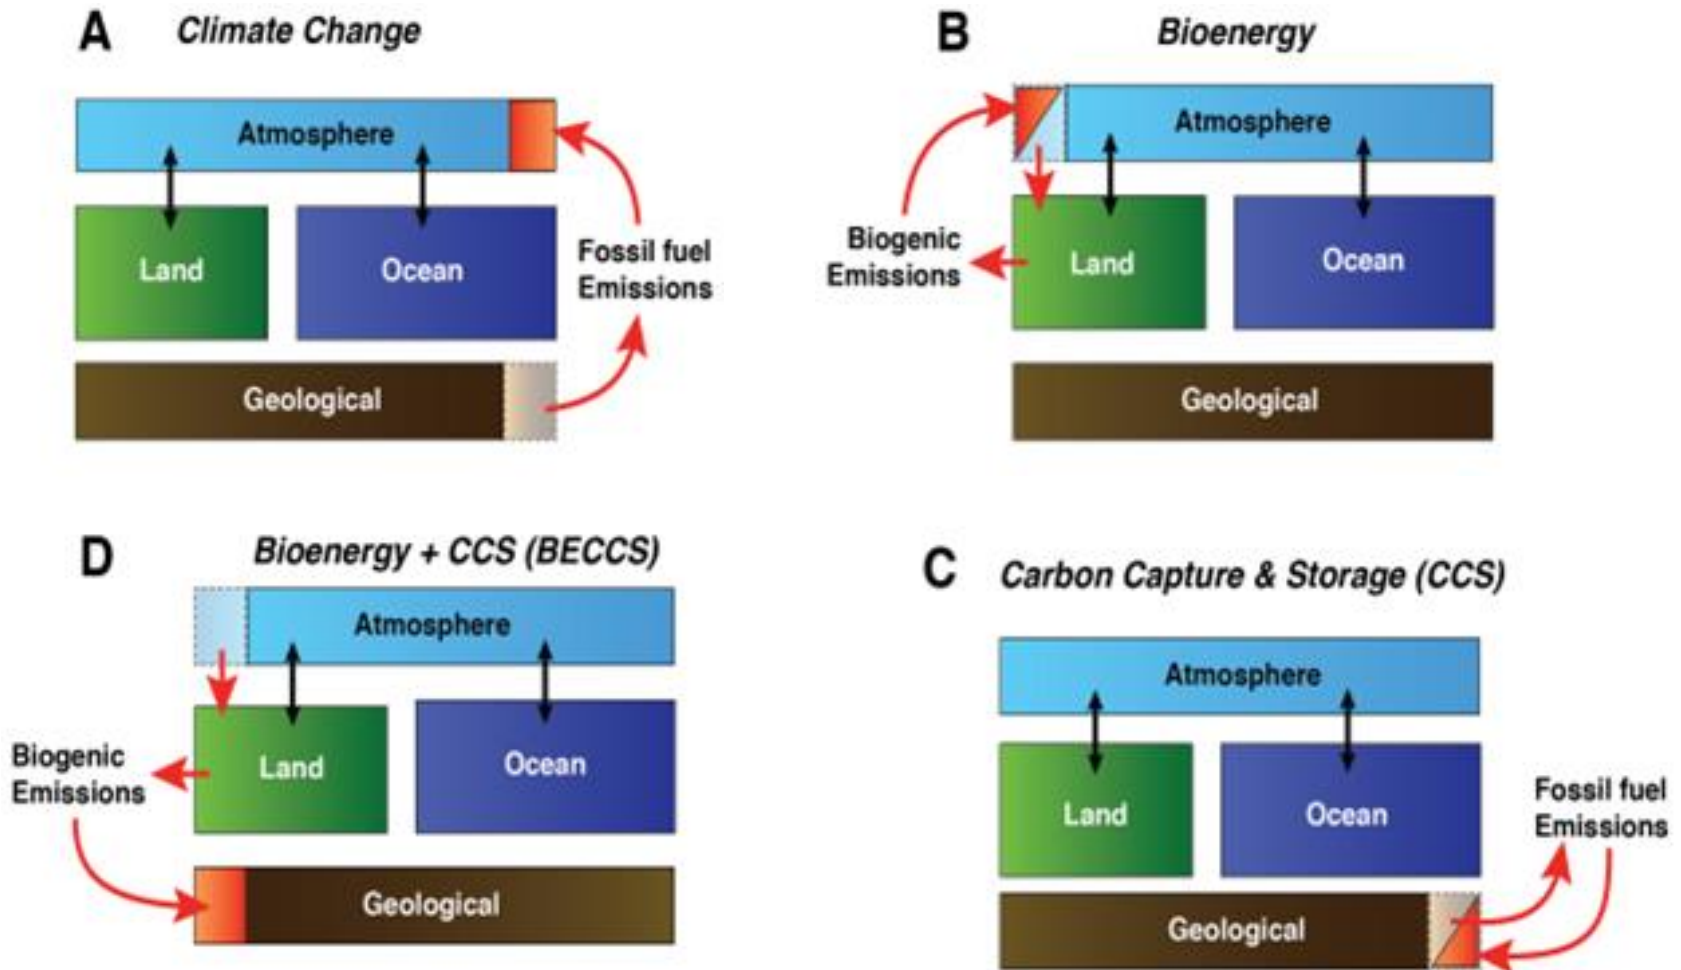 A Climate Change
Atmosphere
Land
Ocean
Fossil fuel
Emissions
Geological
B Bioenergy
Atmosphere
Biogenic
Emissions
Land
Ocean
Geological
D Bioenergy + CCS (BECCS)
Atmosphere
Biogenic
Emissions
Land
Ocean
Geological
C Carbon Capture & Storage (CCS)
Atmosphere
Land
Ocean
Fossil fuel
Emissions
Geological